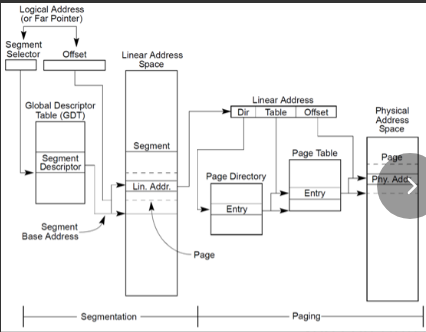 Logical Address
(or Far Pointer)
Segment
Selector
Offset
Linear Address
Space
Global Descriptor
Table (GDT)
Segment
Descriptor
Segment
Lin. Addr.
Segment
Base Address
Page
Linear Address
Dir
Table
Offset
Page Directory
Entry
Page Table
Entry
Physical
Address
Space
Page
Phy. Addr.
Segmentation
Paging